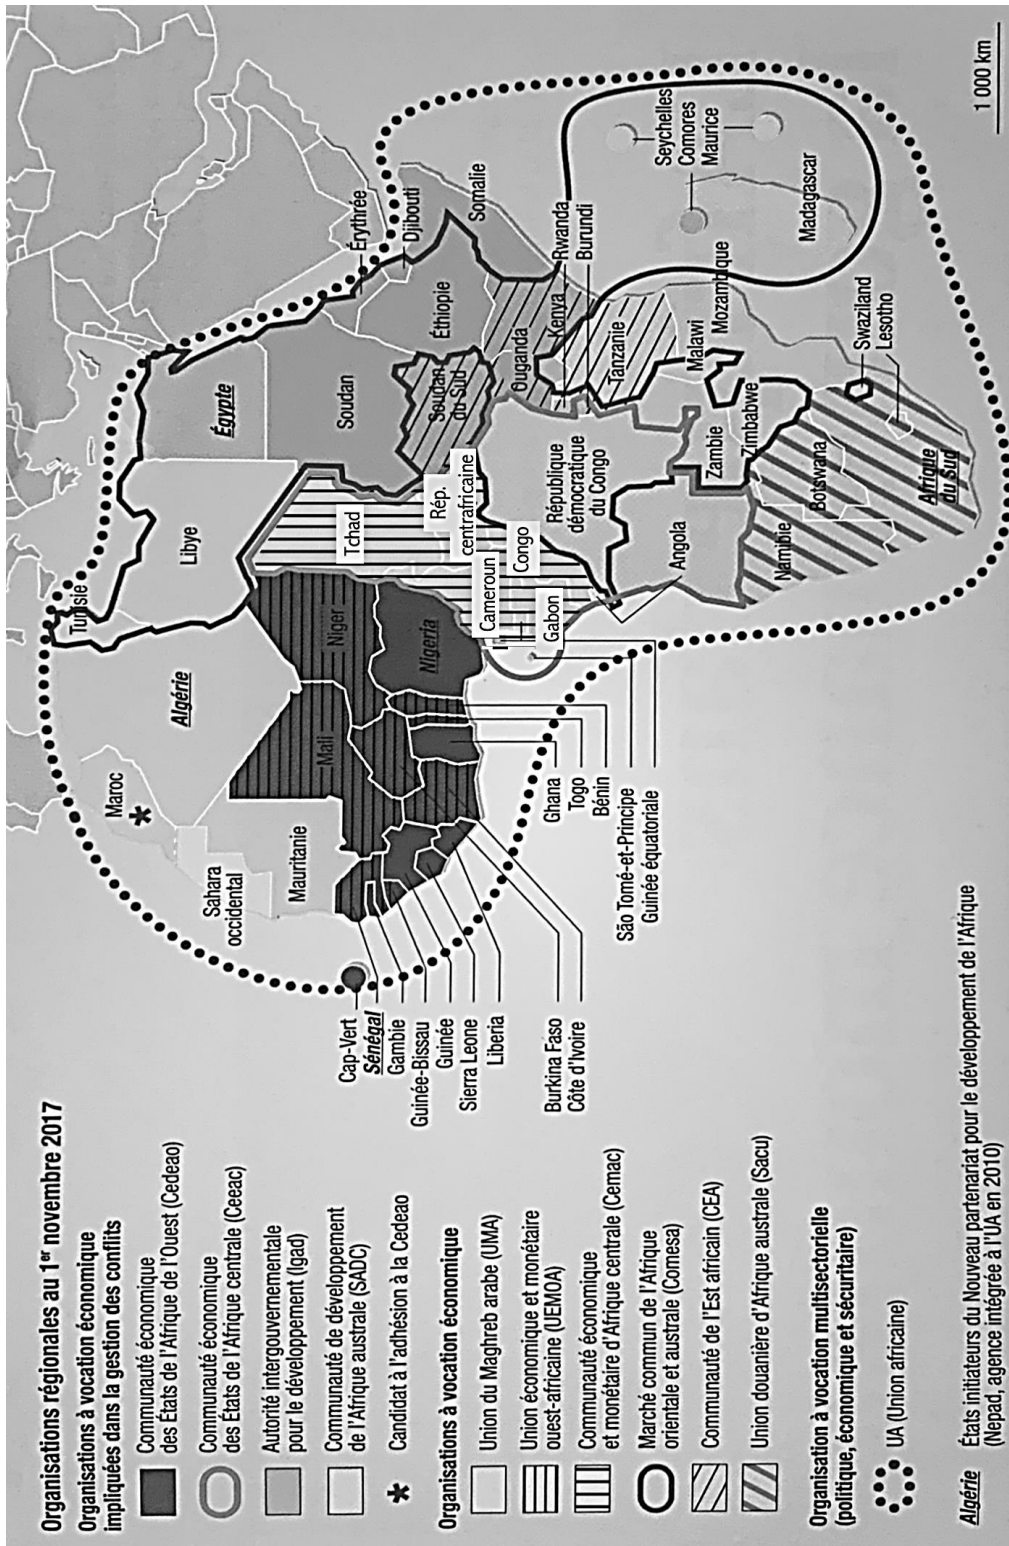 Organisations régionales au 1er novembre 2017
Organisations à vocation économique
impliquées dans la gestion des conflits
Communauté économique
des États de l'Afrique de l'Ouest (Cedeao)
Communauté économique
des États de l'Afrique centrale (Ceeac)
Autorité intergouvernementale
pour le développement (Igad)
Communauté de développement
de l'Afrique australe (SADC)
Candidat à l'adhésion à la Cedeao
Organisations à vocation économique
Union du Maghreb arabe (UMA)
Union économique et monétaire
ouest-africaine (UEMOA)
Communauté économique
et monétaire d'Afrique centrale (Cemac)
Marché commun de l'Afrique
orientale et australe (Comesa)
Communauté de l'Est africain (CEA)
Union douanière d'Afrique australe (Sacu)
Organisation à vocation multisectorielle
(politique, économique et sécuritaire)
UA (Union africaine)
Algérie
États initiateurs du Nouveau partenariat pour le développement de l'Afrique
(Nepad, agence intégrée à l'UA en 2010)
Tunisie
Maroc
Algérie
Libye
Égypte
Sahara
occidental
Mauritanie
Mali
Niger
Tchad
Soudan
Érythrée
Djibouti
Cap-Vert
Sénégal
Gambie
Guinée-Bissau
Guinée
Sierra Leone
Liberia
Burkina Faso
Côte d'Ivoire
Ghana
Togo
Bénin
São Tomé-et-Principe
Guinée équatoriale
Nigeria
Cameroun
Rép.
centrafricaine
Soudan
du Sud
Éthiopie
Somalie
Congo
Gabon
République
démocratique
du Congo
Ouganda
Kenya
Rwanda
Burundi
Tanzanie
Angola
Zambie
Malawi
Mozambique
Zimbabwe
Seychelles
Comores
Maurice
Madagascar
Namibie
Botswana
Swaziland
Lesotho
Afrique
du Sud
1 000 km